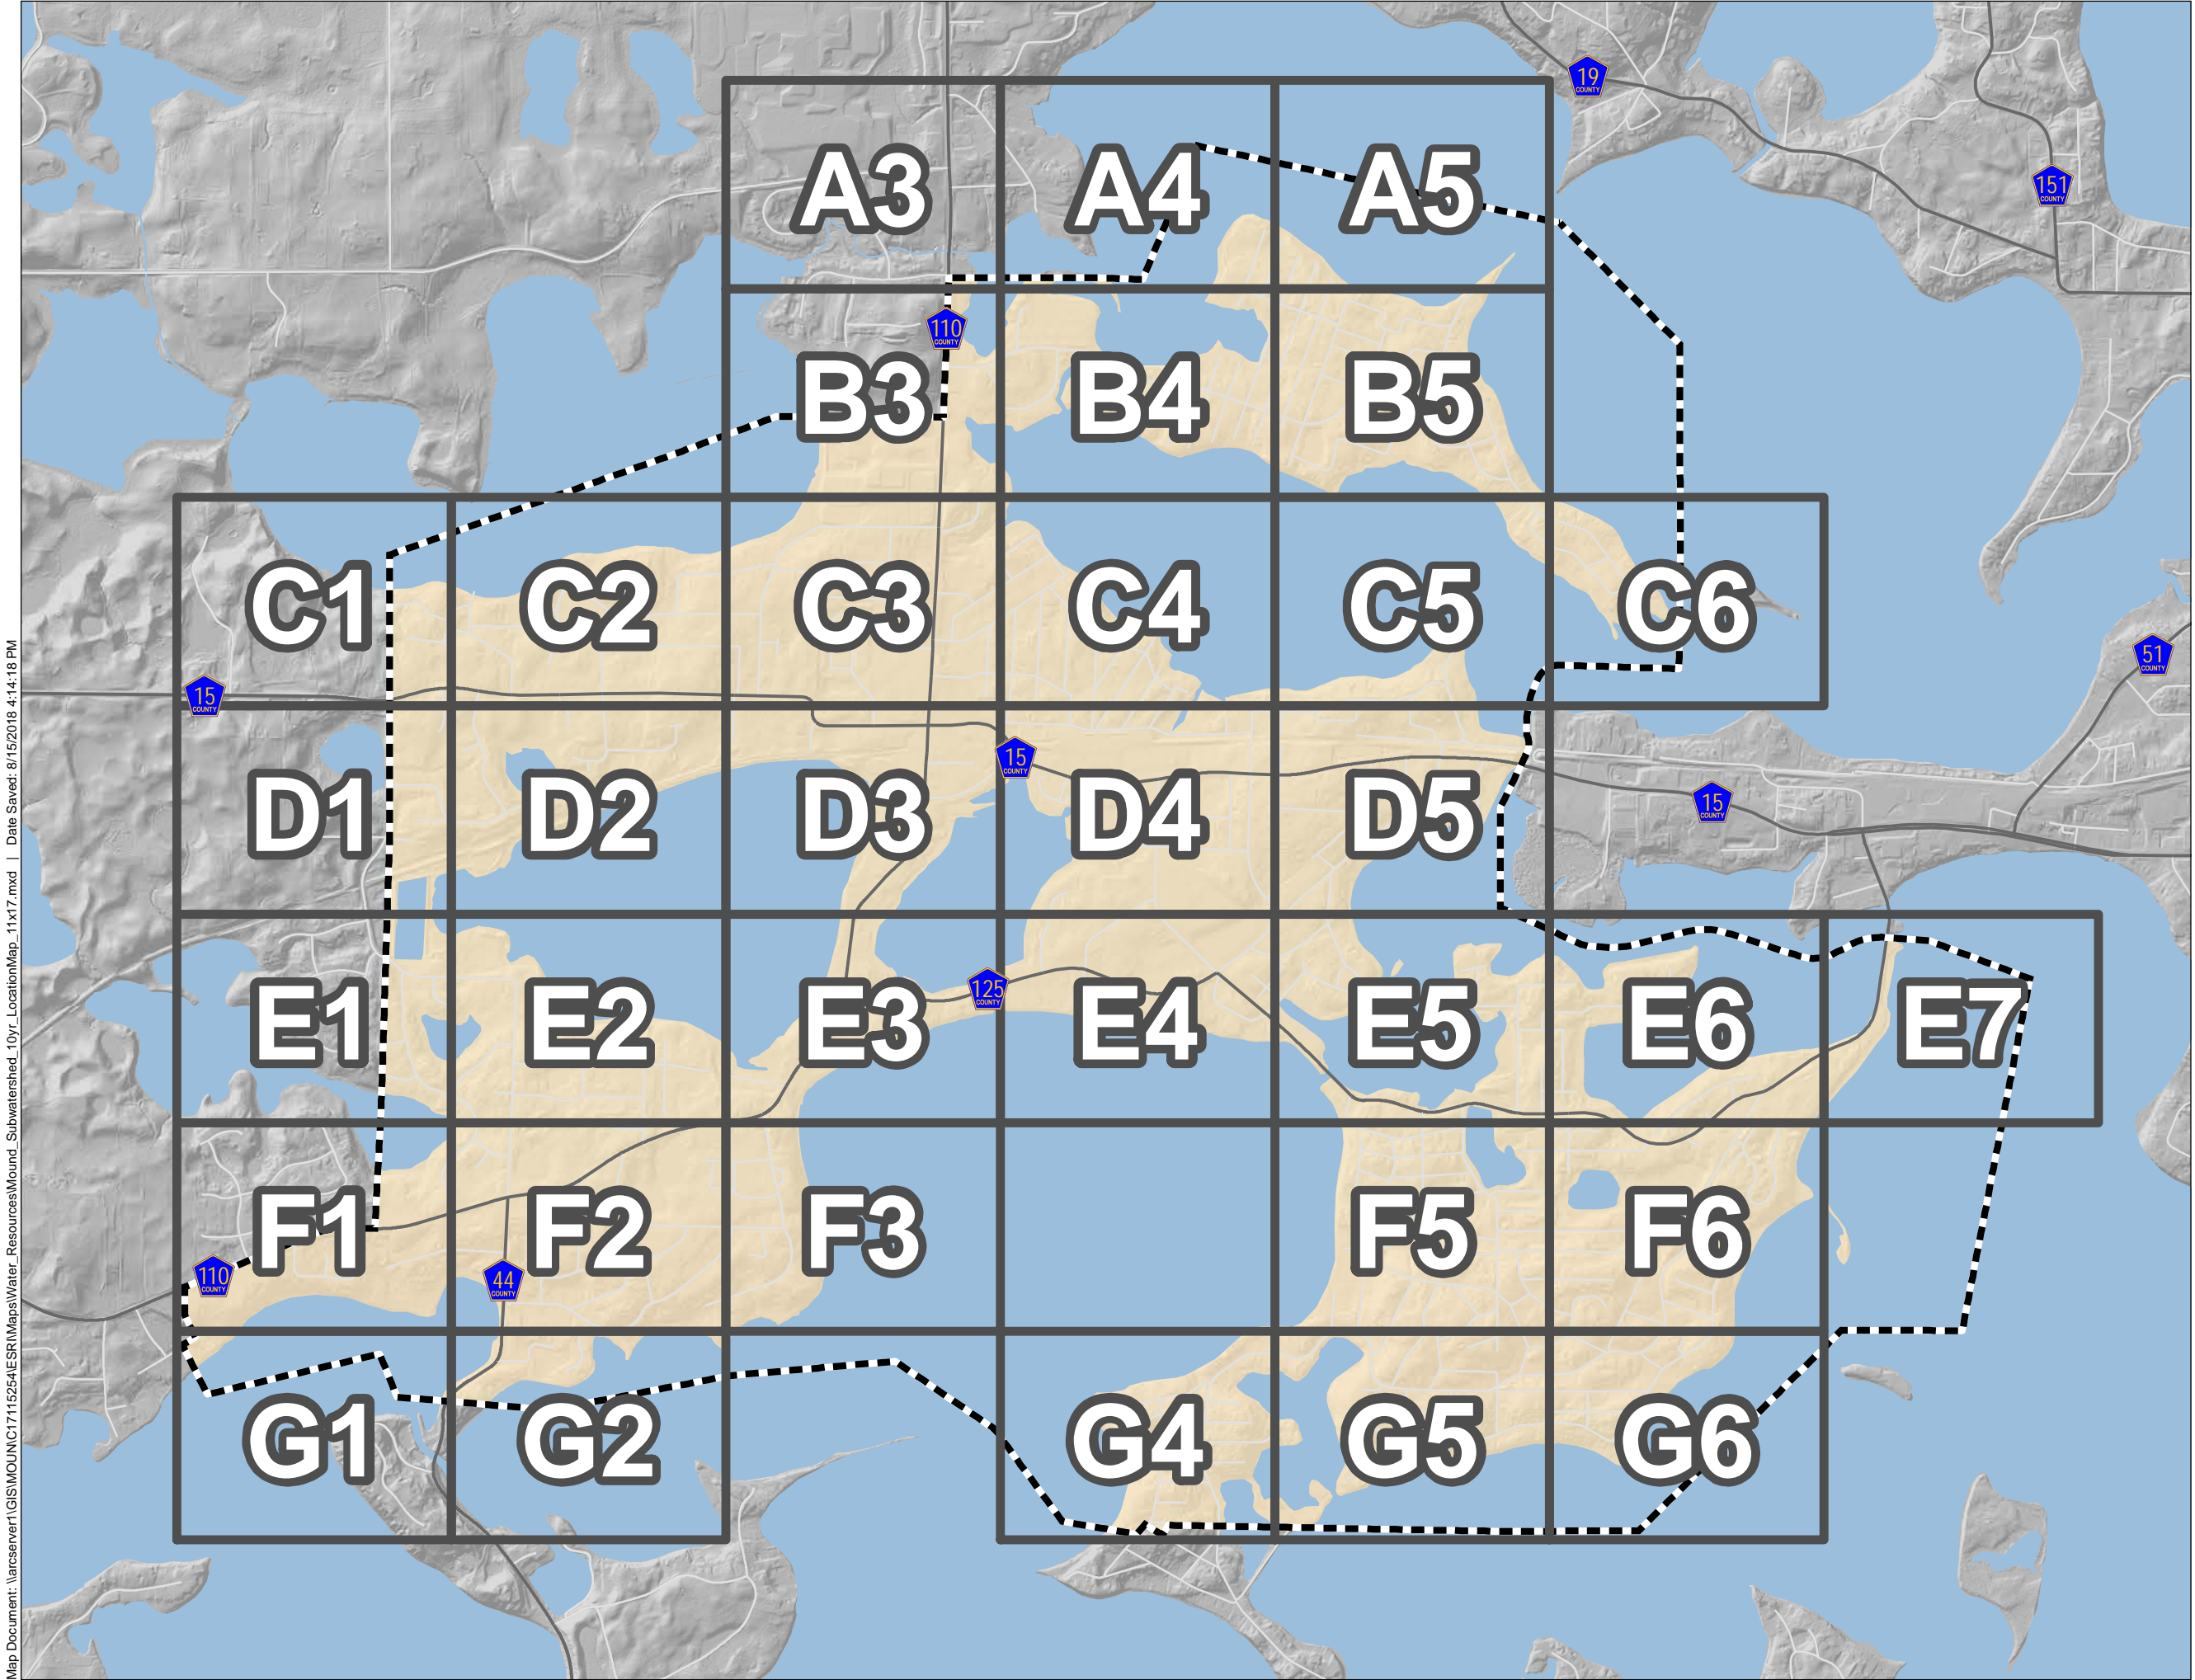 19
COUNTY
A3 A4 A5
151
COUNTY
110
COUNTY
B3 B4 B5
C1 C2 C3 C4 C5 C6
51
COUNTY
15
COUNTY
15
COUNTY
15
COUNTY
D1 D2 D3 D4 D5
125
COUNTY
E1 E2 E3 E4 E5 E6 E7
F1 F2 F3 F5 F6
110
COUNTY
44
COUNTY
G1 G2 G4 G5 G6
Map Document: \\arcserver1\GIS\MOUN\C17115254\ESRI\Maps\Water_Resources\Mound_Subwatershed_10yr_LocationMap_11x17.mxd | Date Saved: 8/15/2018 4:14:18 PM